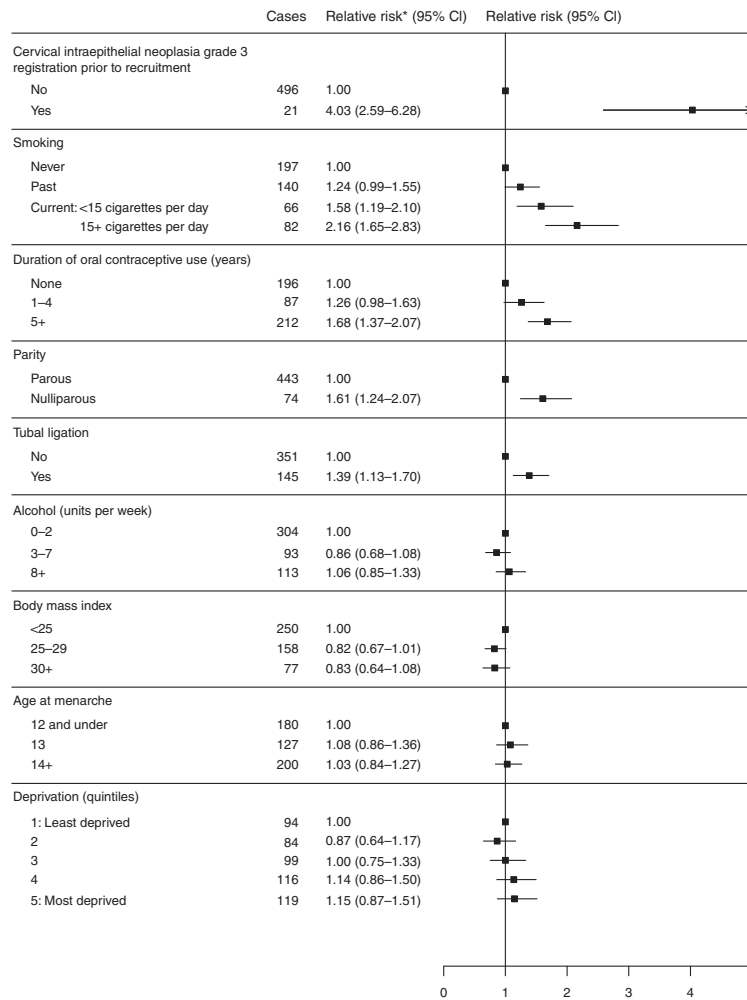 Cases Relative risk* (95% CI) Relative risk (95% CI)
Cervical intraepithelial neoplasia grade 3
registration prior to recruitment
No 496 1.00
Yes 21 4.03 (2.59–6.28)
Smoking
Never 197 1.00
Past 140 1.24 (0.99–1.55)
Current: <15 cigarettes per day 66 1.58 (1.19–2.10)
15+ cigarettes per day 82 2.16 (1.65–2.83)
Duration of oral contraceptive use (years)
None 196 1.00
1–4 87 1.26 (0.98–1.63)
5+ 212 1.68 (1.37–2.07)
Parity
Parous 443 1.00
Nulliparous 74 1.61 (1.24–2.07)
Tubal ligation
No 351 1.00
Yes 145 1.39 (1.13–1.70)
Alcohol (units per week)
0–2 304 1.00
3–7 93 0.86 (0.68–1.08)
8+ 113 1.06 (0.85–1.33)
Body mass index
<25 250 1.00
25–29 158 0.82 (0.67–1.01)
30+ 77 0.83 (0.64–1.08)
Age at menarche
12 and under 180 1.00
13 127 1.08 (0.86–1.36)
14+ 200 1.03 (0.84–1.27)
Deprivation (quintiles)
1: Least deprived 94 1.00
2 84 0.87 (0.64–1.17)
3 99 1.00 (0.75–1.33)
4 116 1.14 (0.86–1.50)
5: Most deprived 119 1.15 (0.87–1.51)
0 1 2 3 4